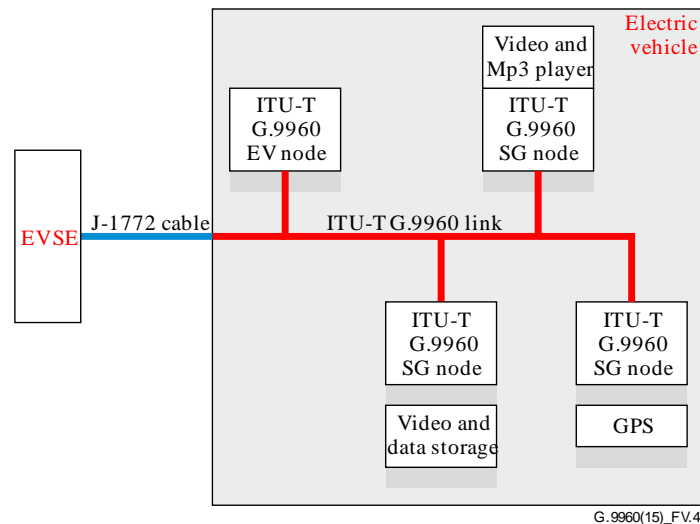 Electric
vehicle
Video and
Mp3 player
ITU-T
G.9960
EV node
ITU-T
G.9960
SG node
EVSE
J-1772 cable
ITU-T G.9960 link
ITU-T
G.9960
SG node
ITU-T
G.9960
SG node
Video and
data storage
GPS
G.9960(15)_FV.4